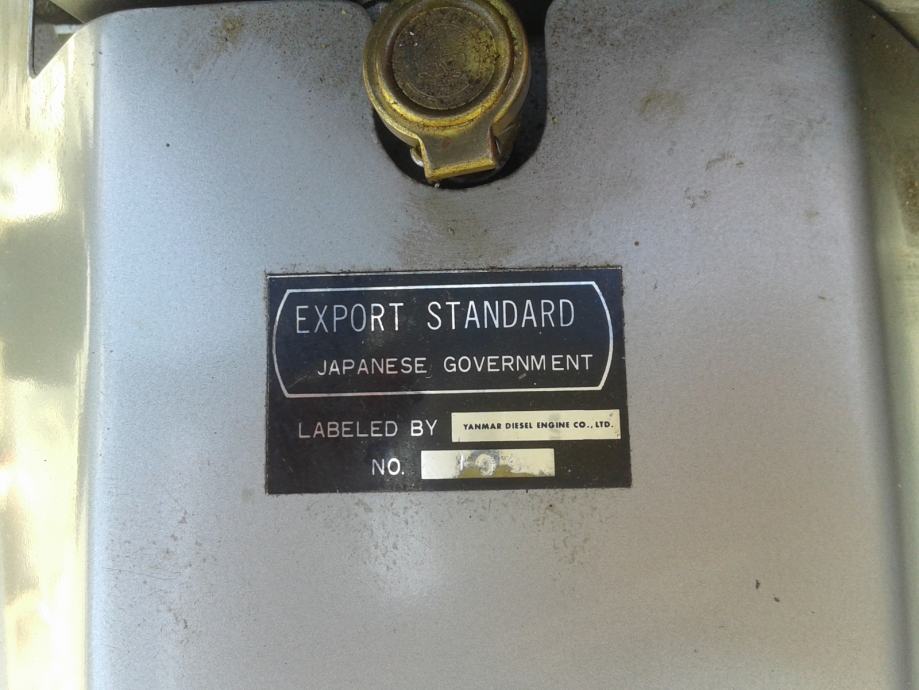 EXPORT STANDARD
JAPANESE GOVERNMENT
LABELED BY YANMAR DIESEL ENGINE CO., LTD.
NO.